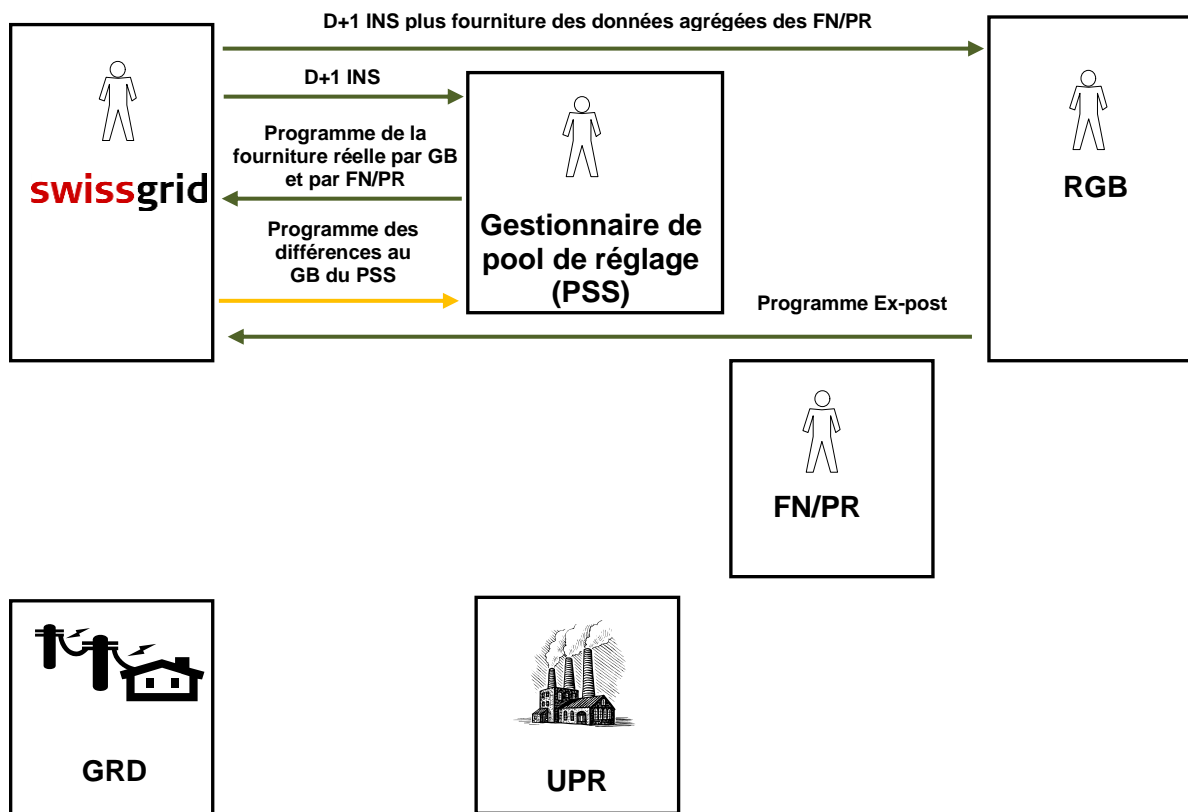 D+1 INS plus fourniture des données agrégées des FN/PR
D+1 INS
Programme de la
fourniture réelle par GB
et par FN/PR
swissgrid
Programme des
différences au
GB du PSS
Gestionnaire de
pool de réglage
(PSS)
RGB
Programme Ex-post
FN/PR
GRD
UPR